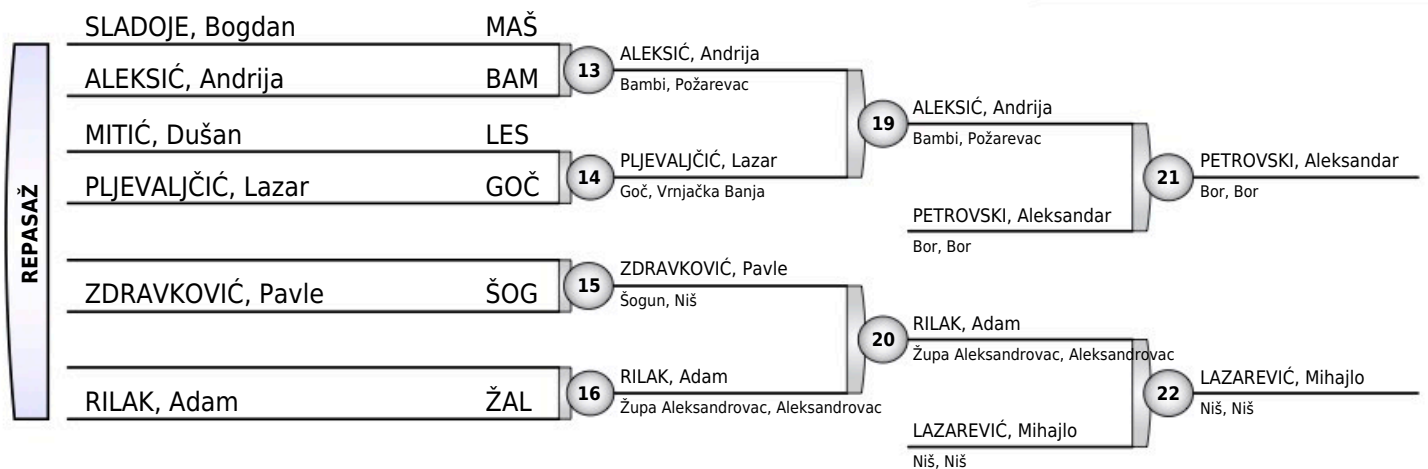 REPASAŽ
SLADOJE, Bogdan MAŠ
ALEKSIĆ, Andrija BAM
MITIĆ, Dušan LES
PLJEVALJČIĆ, Lazar GOČ
ZDRAVKOVIĆ, Pavle ŠOG
RILAK, Adam ŽAL
13
ALEKSIĆ, Andrija
Bambi, Požarevac
14
PLJEVALJČIĆ, Lazar
Goč, Vrnjačka Banja
15
ZDRAVKOVIĆ, Pavle
Šogun, Niš
16
RILAK, Adam
Župa Aleksandrovac, Aleksandrovac
19
ALEKSIĆ, Andrija
Bambi, Požarevac
PETROVSKI, Aleksandar
Bor, Bor
20
RILAK, Adam
Župa Aleksandrovac, Aleksandrovac
LAZAREVIĆ, Mihajlo
Niš, Niš
21
PETROVSKI, Aleksandar
Bor, Bor
22
LAZAREVIĆ, Mihajlo
Niš, Niš